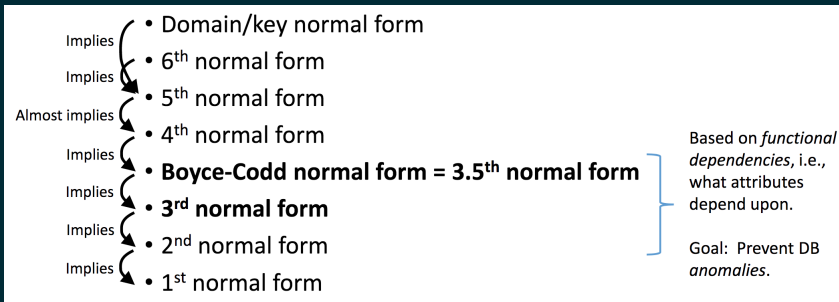 • Domain/key normal form
Implies
• 6th normal form
Implies
• 5th normal form
Almost implies
• 4th normal form
Implies
• Boyce-Codd normal form = 3.5th normal form
Implies
• 3rd normal form
Implies
• 2nd normal form
Implies
• 1st normal form
Based on functional
dependencies, i.e.,
what attributes
depend upon.
Goal: Prevent DB
anomalies.